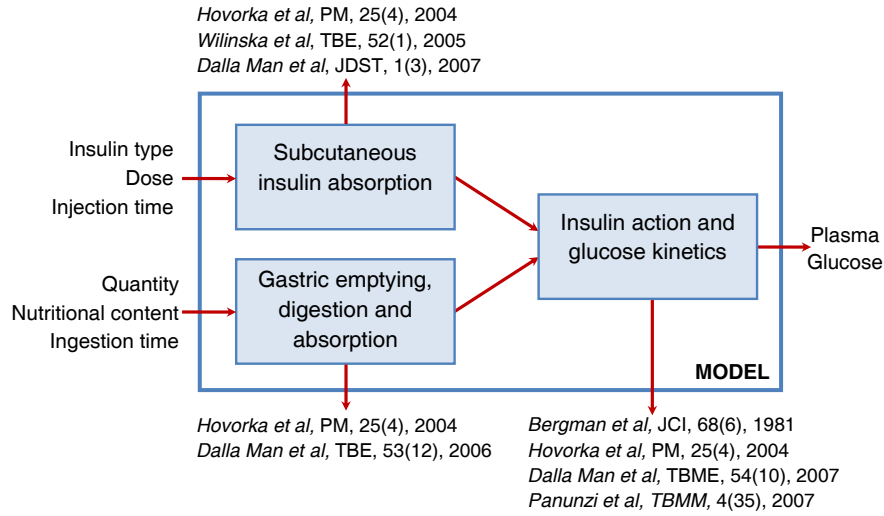 Hovorka et al, PM, 25(4), 2004
Wilinska et al, TBE, 52(1), 2005
Dalla Man et al, JDST, 1(3), 2007
Insulin type
Dose
Injection time
Subcutaneous
insulin absorption
Insulin action and
glucose kinetics
Plasma
Glucose
Quantity
Nutritional content
Ingestion time
Gastric emptying,
digestion and
absorption
MODEL
Hovorka et al, PM, 25(4), 2004
Dalla Man et al, TBE, 53(12), 2006
Bergman et al, JCI, 68(6), 1981
Hovorka et al, PM, 25(4), 2004
Dalla Man et al, TBME, 54(10), 2007
Panunzi et al, TBMM, 4(35), 2007